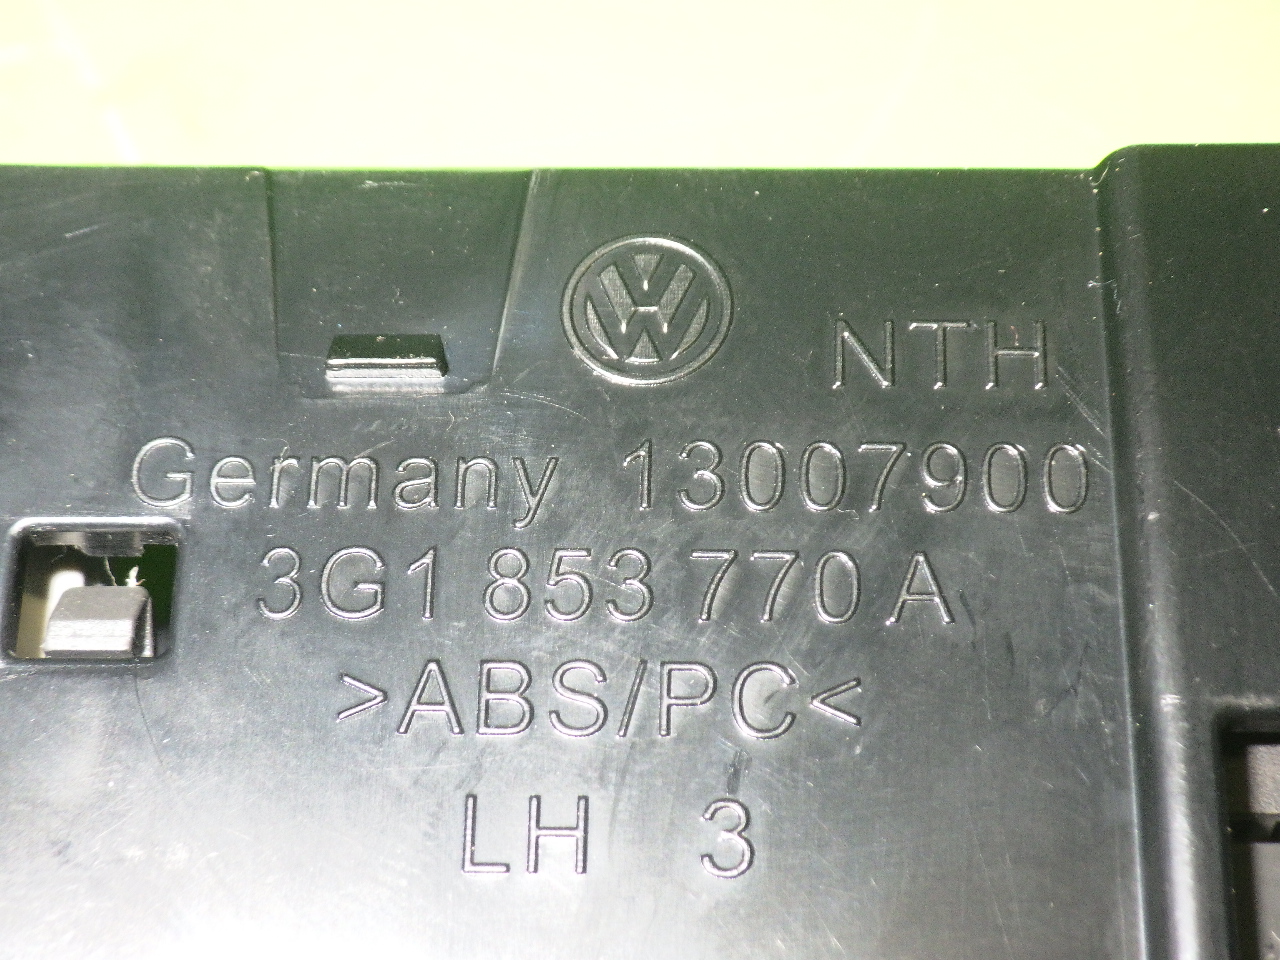 NTH
Germany 13007900
3G1 853 770 A
>ABS/PC<
LH 3